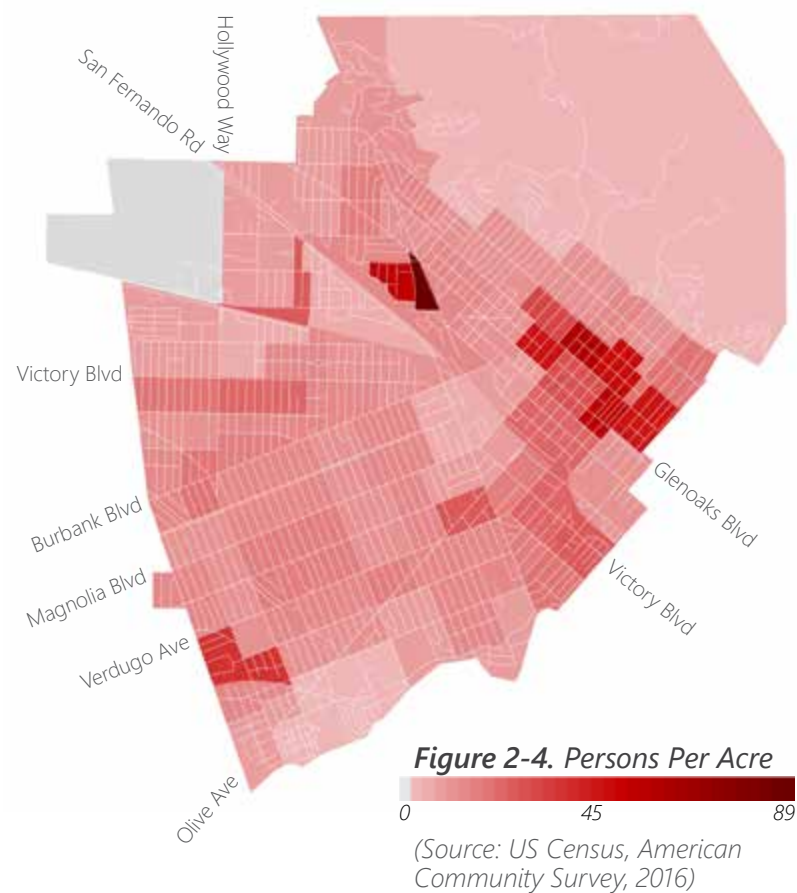 Hollywood Way
San Fernando Rd
Victory Blvd
Burbank Blvd
Magnolia Blvd
Verdugo Ave
Olive Ave
Glenoaks Blvd
Victory Blvd
Figure 2-4. Persons Per Acre
0 45 89
(Source: US Census, American
Community Survey, 2016)